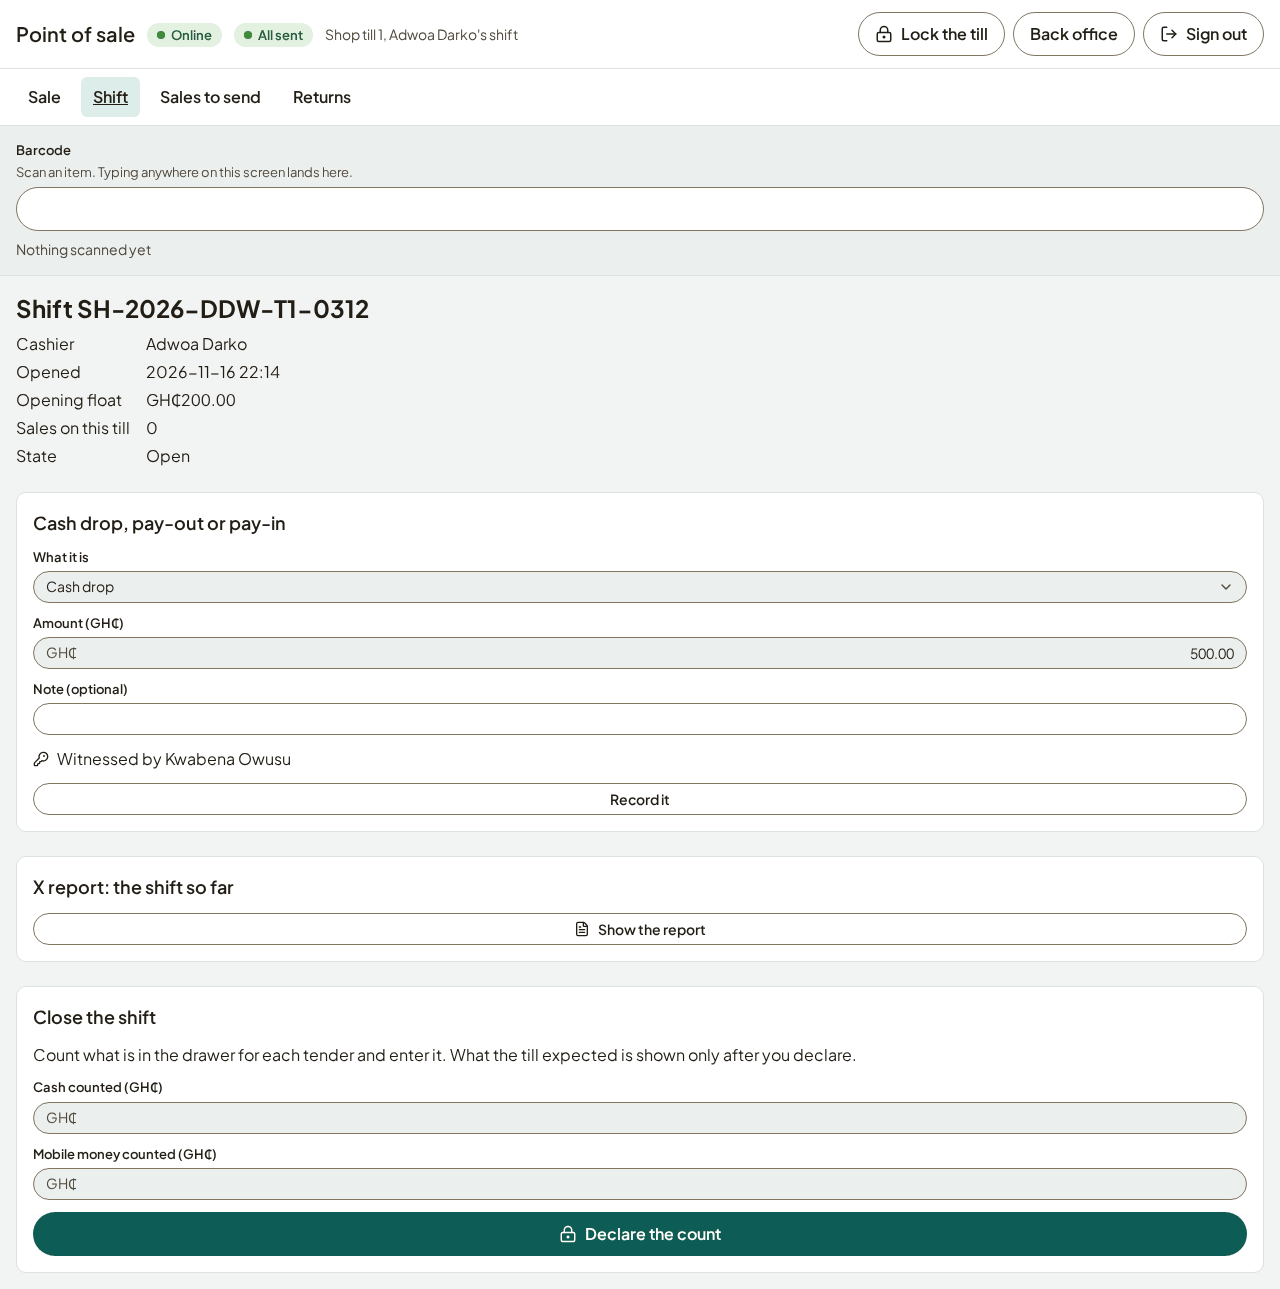 Point of sale
Online
All sent
Shop till 1, Adwoa Darko's shift
Lock the till
Back office
Sign out
Sale
Shift
Sales to send
Returns
Barcode
Scan an item. Typing anywhere on this screen lands here.
Nothing scanned yet
Shift SH-2026-DDW-T1-0312
Cashier Adwoa Darko
Opened 2026-11-16 22:14
Opening float GH₵200.00
Sales on this till 0
State Open
Cash drop, pay-out or pay-in
What it is
Cash drop
Amount (GH₵)
GH₵ 500.00
Note (optional)
Witnessed by Kwabena Owusu
Record it
X report: the shift so far
Show the report
Close the shift
Count what is in the drawer for each tender and enter it. What the till expected is shown only after you declare.
Cash counted (GH₵)
GH₵
Mobile money counted (GH₵)
GH₵
Declare the count